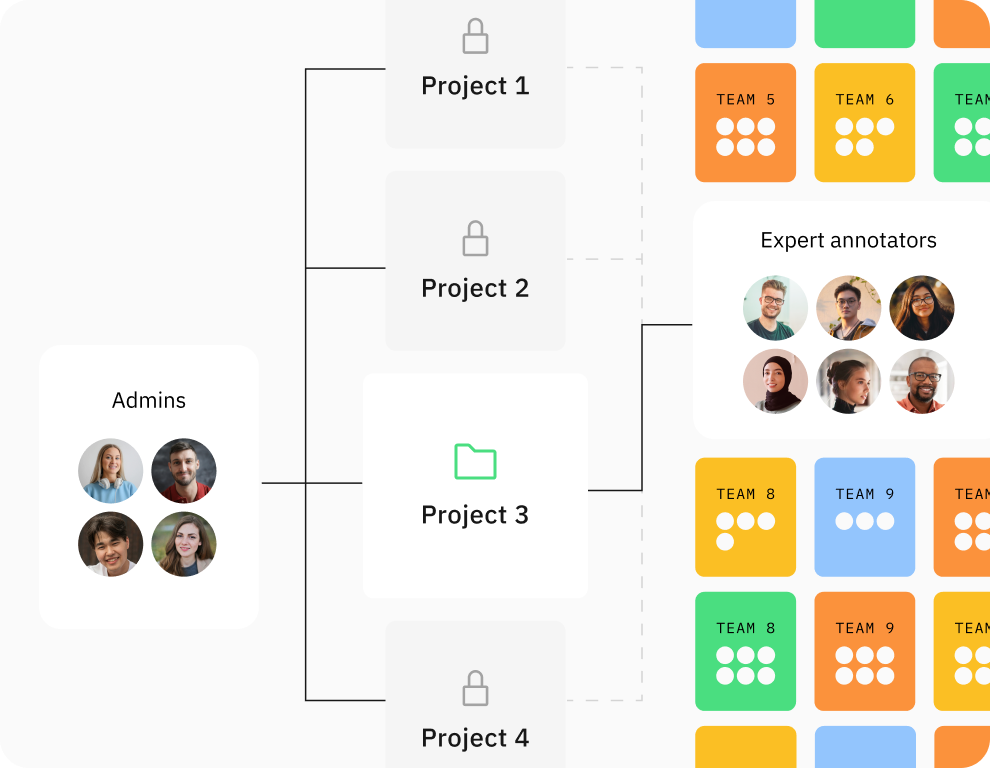 Project 1
TEAM 5
TEAM 6
TEAM
Project 2
Expert annotators
Admins
Project 3
TEAM 8
TEAM 9
TEAM
TEAM 8
TEAM 9
TEAM
Project 4